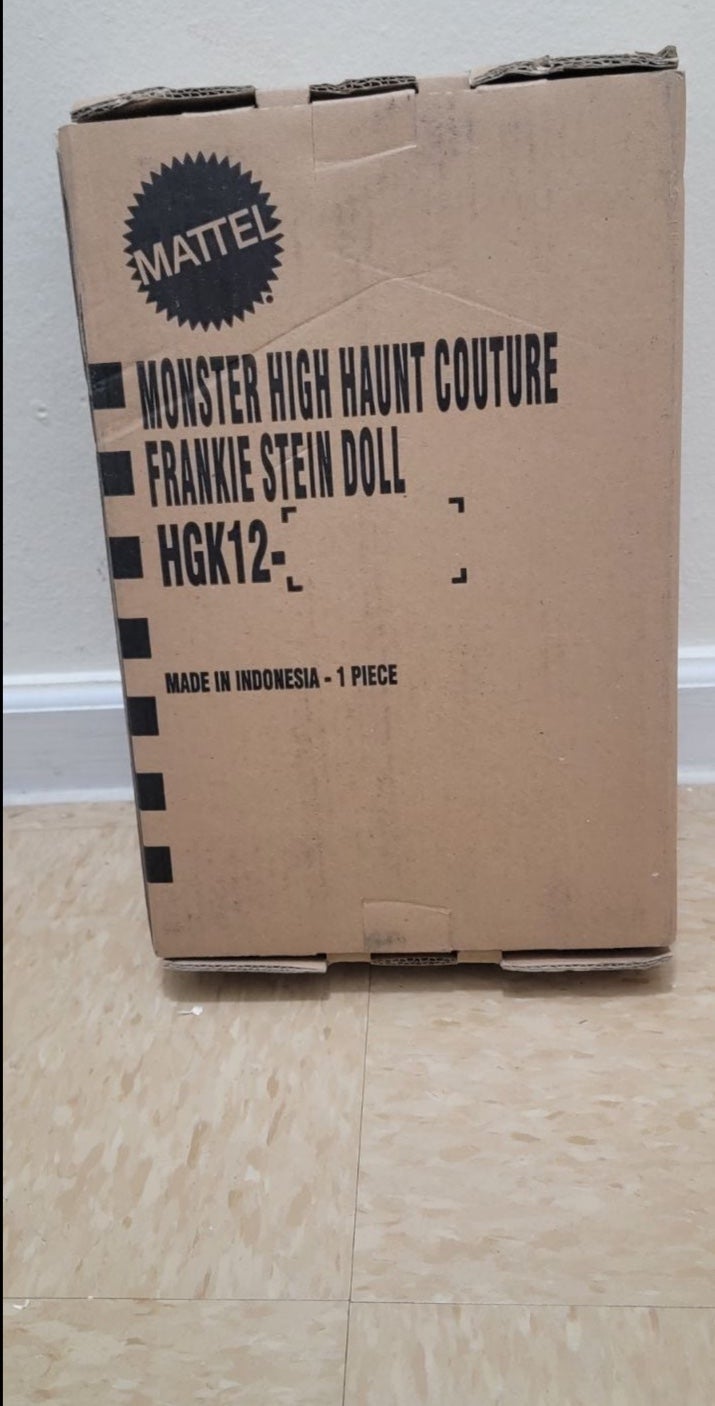 MATTEL
MONSTER HIGH HAUNT COUTURE
FRANKIE STEIN DOLL
HGK12-
MADE IN INDONESIA - 1 PIECE